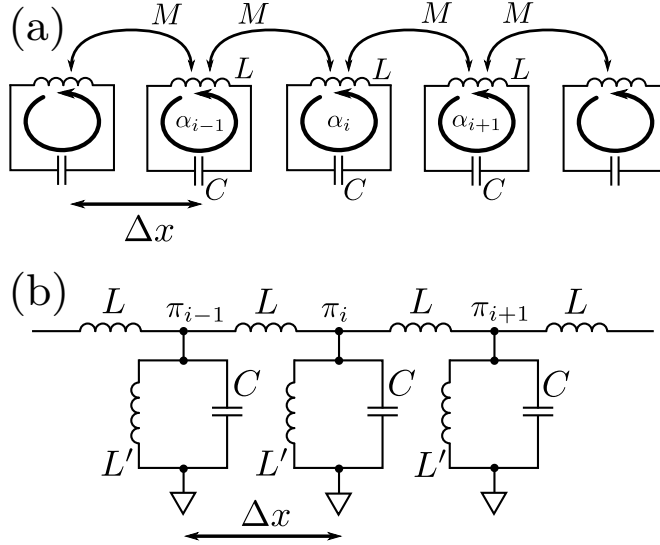 (a)
M M M M
L L L
α_{i−1} α_i α_{i+1}
C C C
Δx
(b)
L π_{i−1} L π_i L π_{i+1} L
C C C
L′ L′ L′
Δx